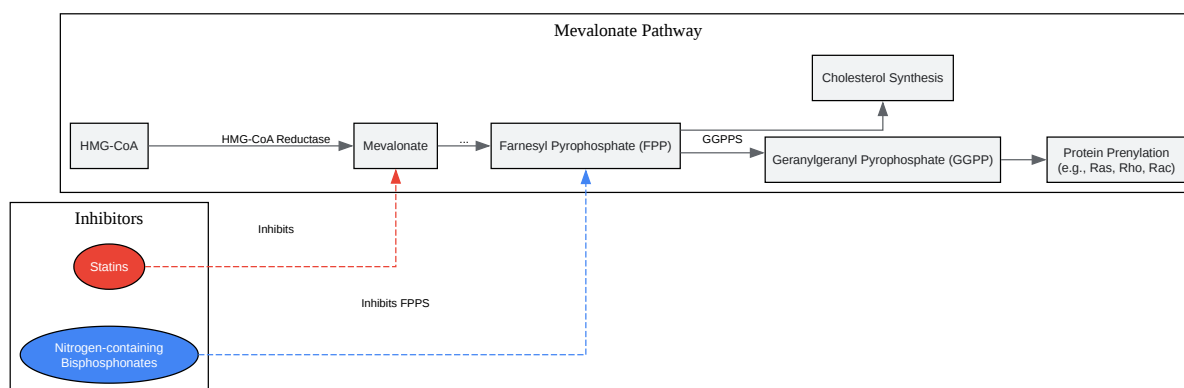 Mevalonate Pathway
Cholesterol Synthesis
HMG-CoA
HMG-CoA Reductase
Mevalonate
...
Farnesyl Pyrophosphate (FPP)
GGPPS
Geranylgeranyl Pyrophosphate (GGPP)
Protein Prenylation
(e.g., Ras, Rho, Rac)
Inhibitors
Inhibits
Statins
Inhibits FPPS
Nitrogen-containing
Bisphosphonates